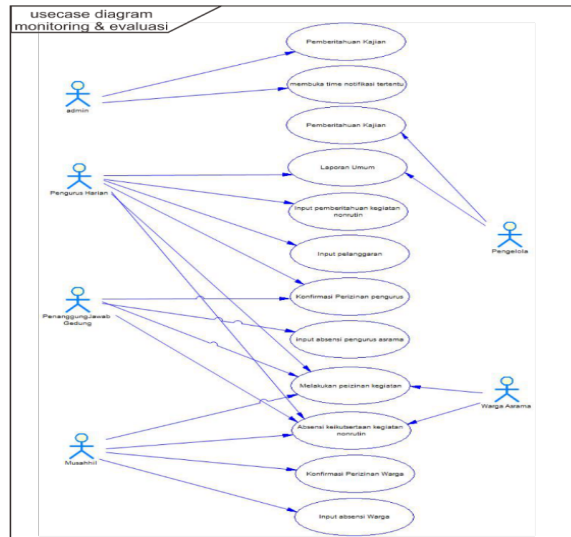 usecase diagram
monitoring & evaluasi
Pemberitahuan Kajian
membuka time notifikasi tertentu
admin
Pemberitahuan Kajian
Laporan Umum
Pengurus Harian
Input pemberitahuan kegiatan
nonrutin
Pengelola
Input pelanggaran
Konfirmasi Perizinan pengurus
PenanggungJawab
Gedung
Input absensi pengurus asrama
Melakukan peizinan kegiatan
Warga Asrama
Absensi keikutsertaan kegiatan
nonrutin
Musahhil
Konfirmasi Perizinan Warga
Input absensi Warga